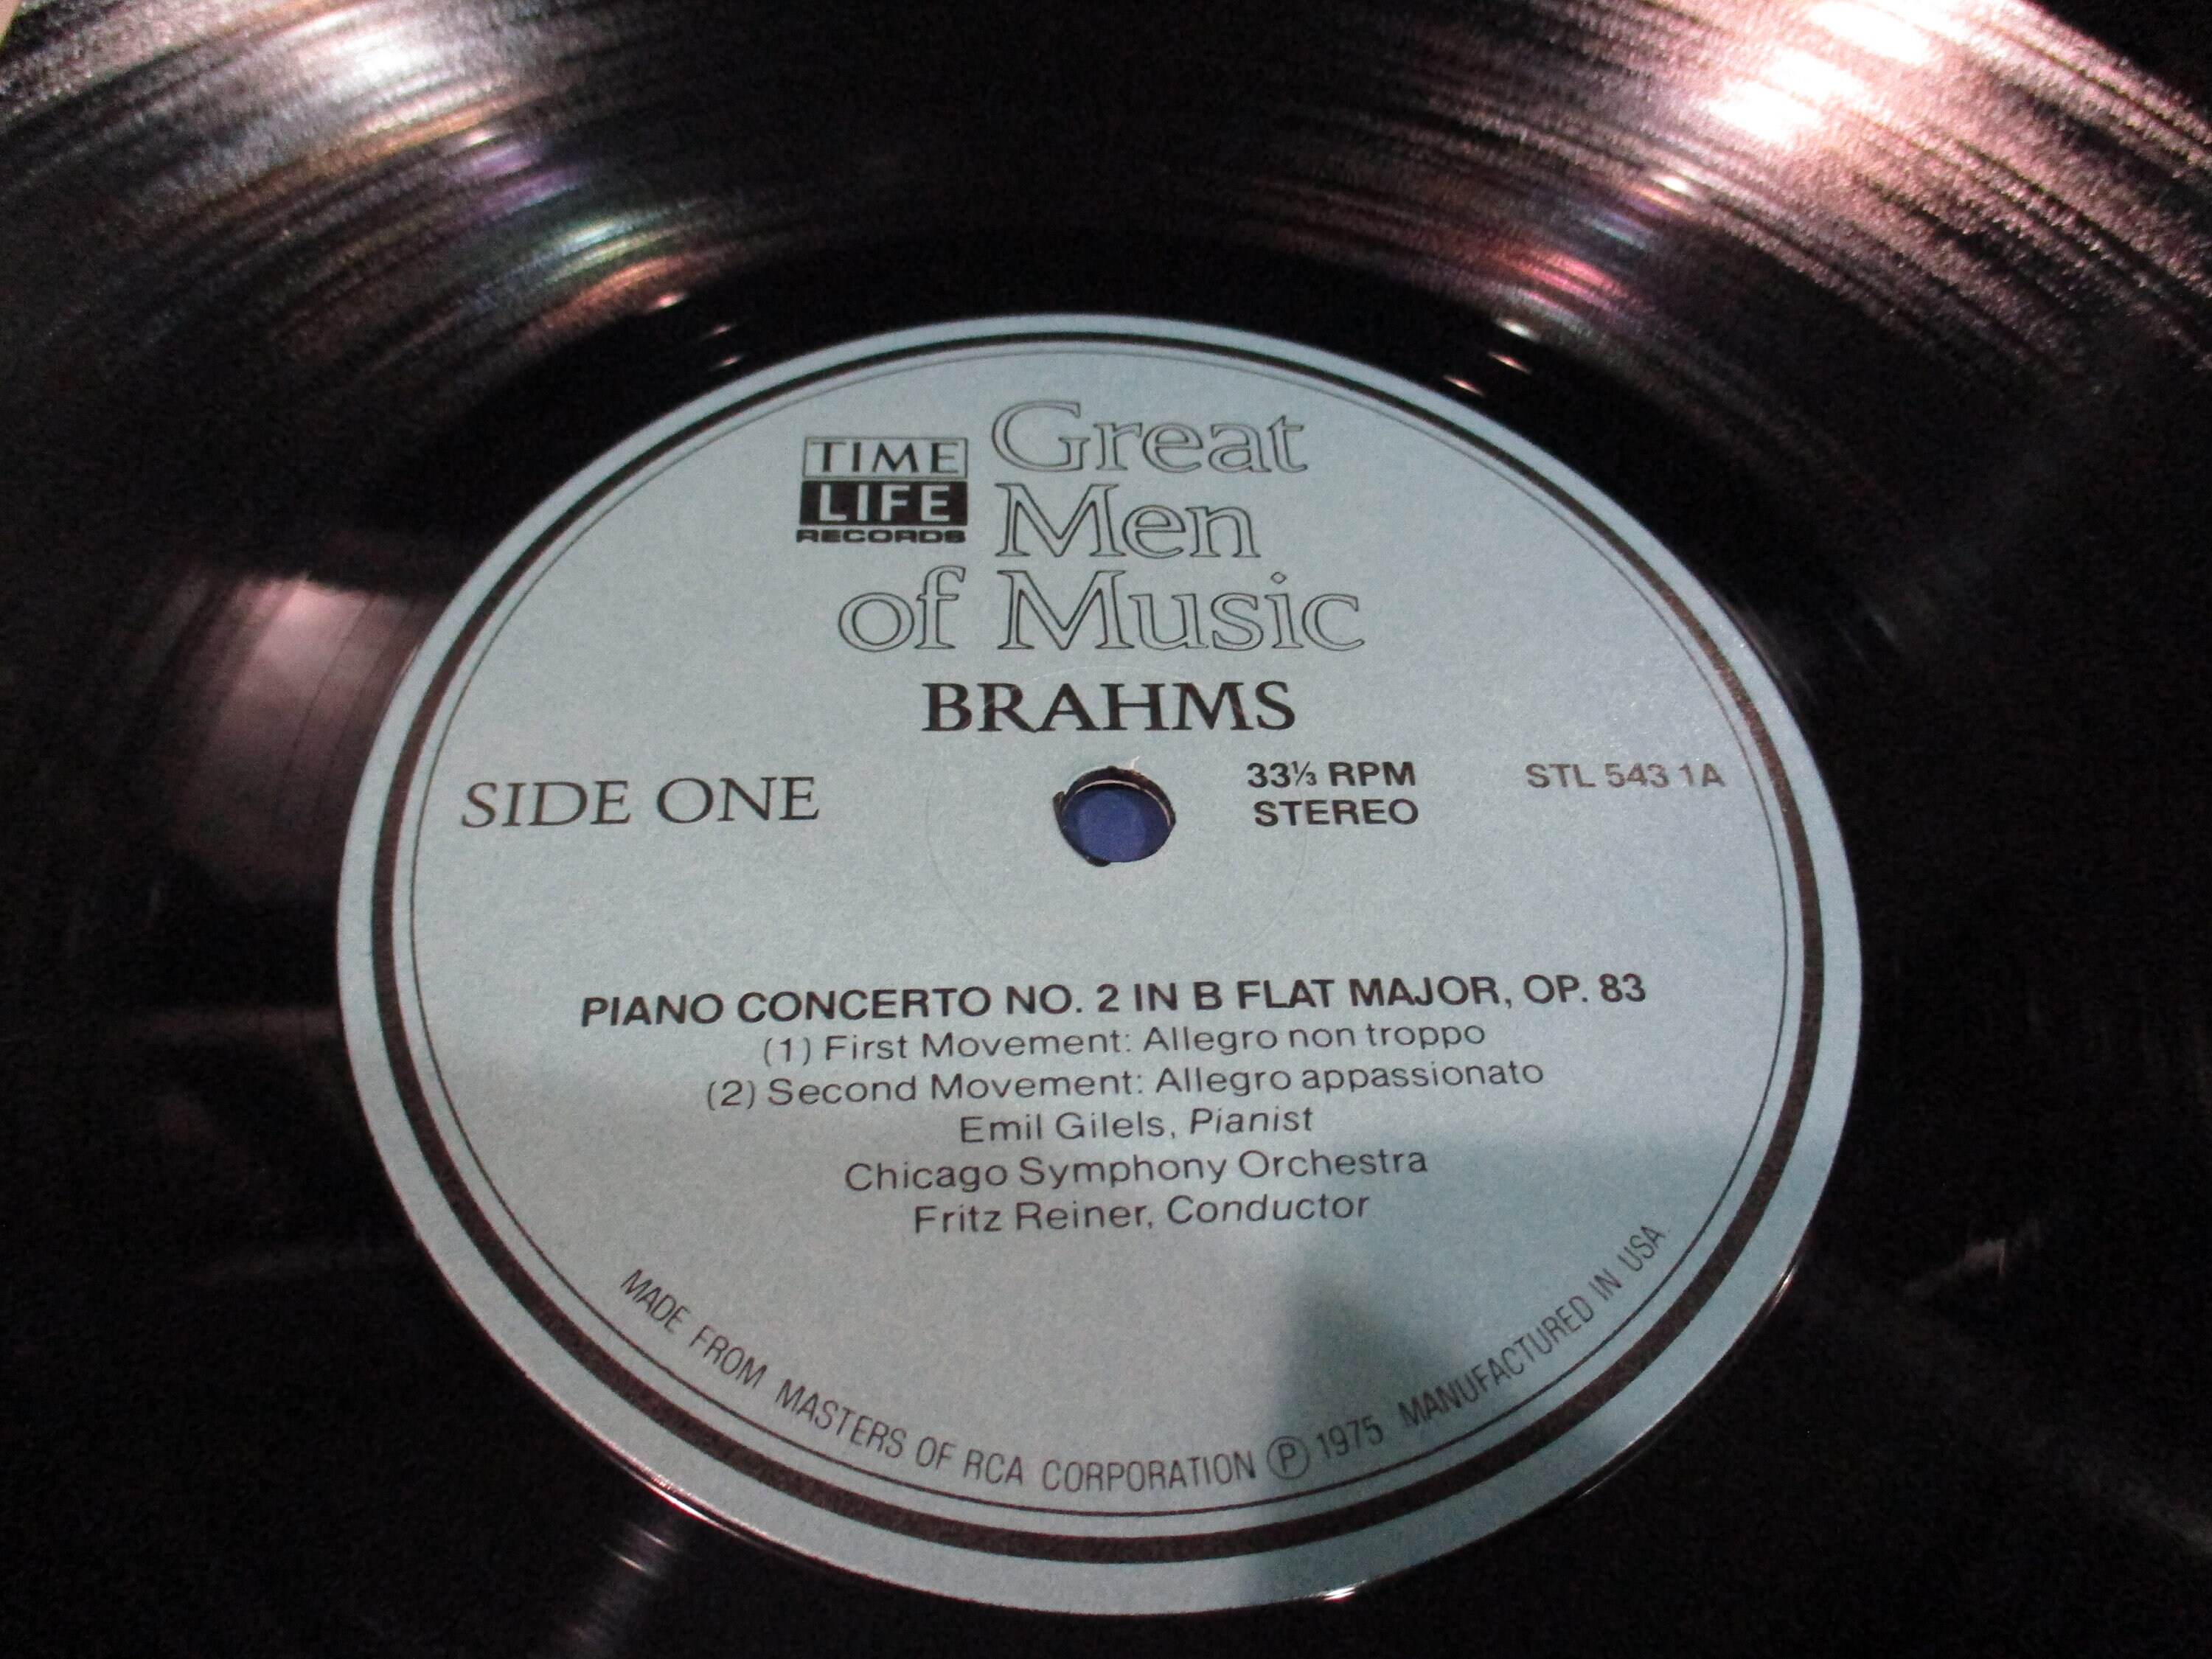 TIME
LIFE
RECORDS
Great
Men
of Music
BRAHMS
SIDE ONE
33⅓ RPM
STEREO
STL 543 1A
PIANO CONCERTO NO. 2 IN B FLAT MAJOR, OP. 83
(1) First Movement: Allegro non troppo
(2) Second Movement: Allegro appassionato
Emil Gilels, Pianist
Chicago Symphony Orchestra
Fritz Reiner, Conductor
MADE FROM MASTERS OF RCA CORPORATION Ⓟ 1975 MANUFACTURED IN USA